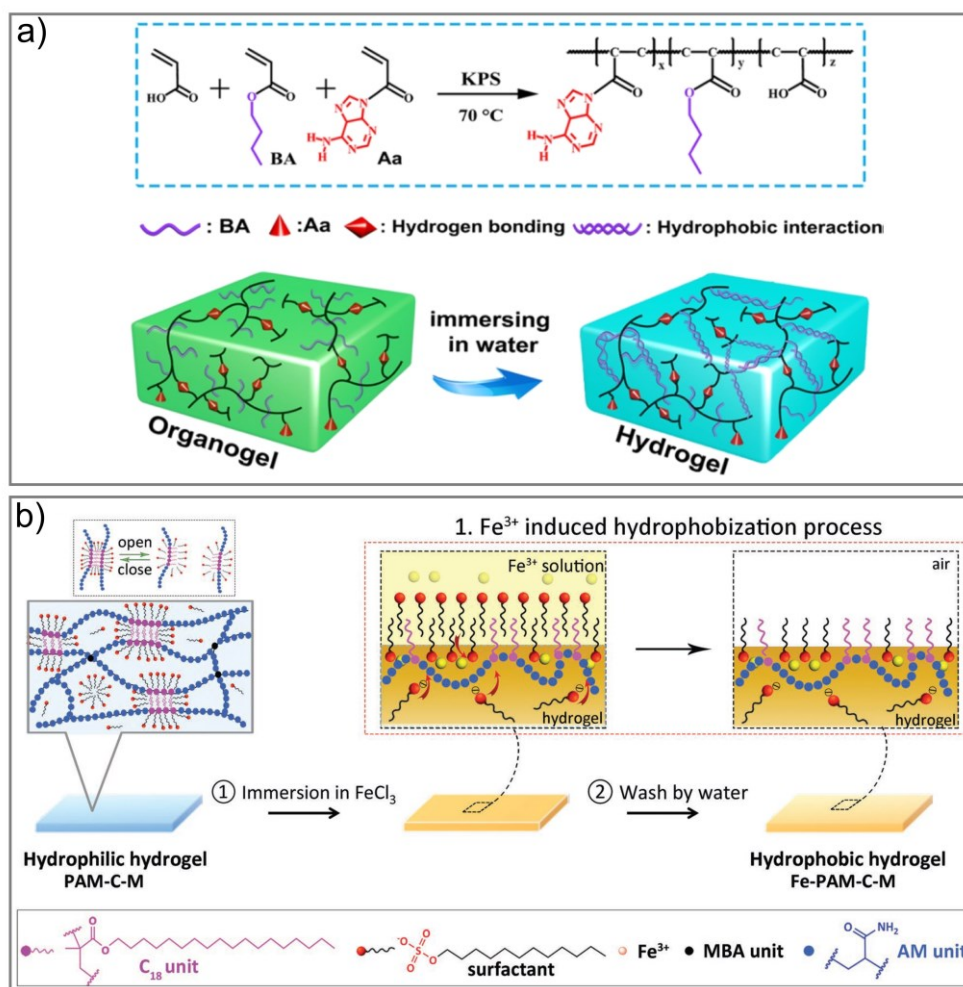 a)
HO
O
+
O
O
BA
+
N
O
N
N
N
N
H
H
Aa
KPS
70 °C
C
C
x
C
C
y
C
C
z
N
O
O
O
HO
O
N
N
N
N
H
H
: BA
:Aa
: Hydrogen bonding
: Hydrophobic interaction
Organogel
immersing
in water
Hydrogel
b)
open
close
1. Fe³⁺ induced hydrophobization process
Fe³⁺ solution
hydrogel
air
hydrogel
① Immersion in FeCl₃
② Wash by water
Hydrophilic hydrogel
PAM-C-M
Hydrophobic hydrogel
Fe-PAM-C-M
O
O
C₁₈ unit
⁻O
O
S
O
O
surfactant
Fe³⁺
MBA unit
O
NH₂
AM unit